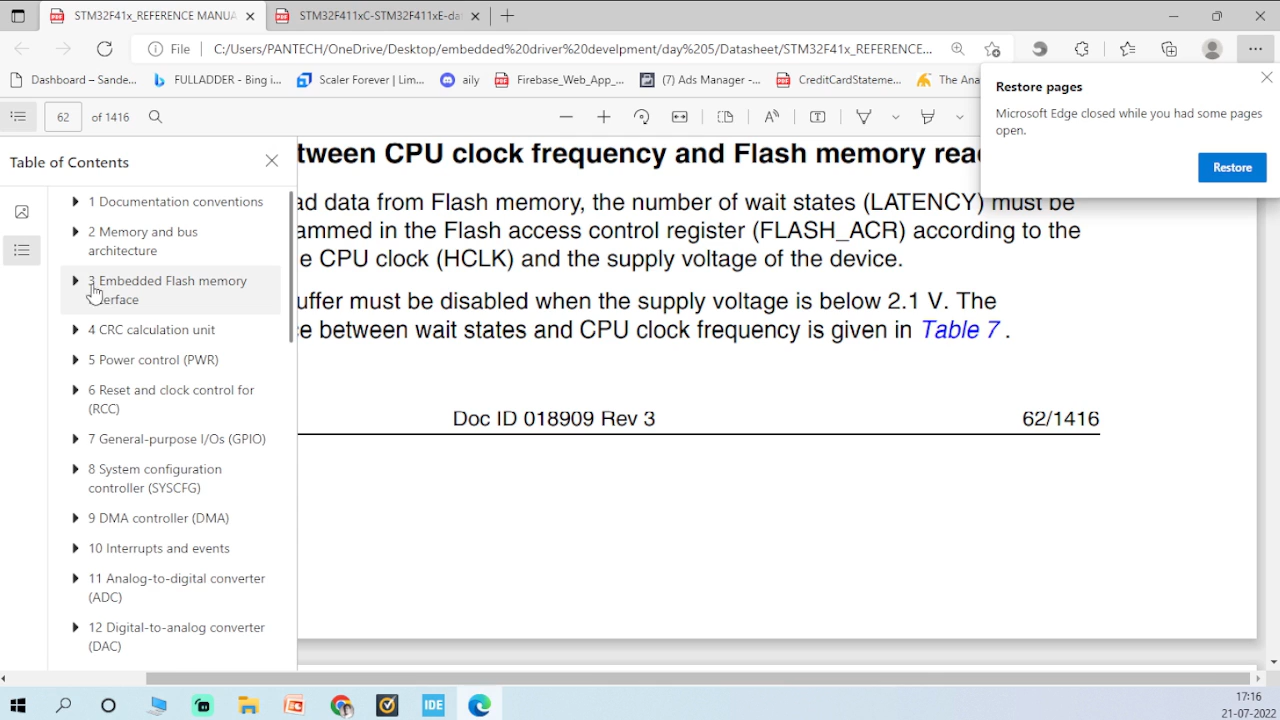 STM32F41x_REFERENCE MANUA
STM32F411xC-STM32F411xE-da
File
C:/Users/PANTECH/OneDrive/Desktop/embedded%20driver%20develpment/day%205/Datasheet/STM32F41x_REFERENCE...
Dashboard – Sande...
FULLADDER - Bing i...
Scaler Forever | Lim...
aily
Firebase_Web_App_...
(7) Ads Manager -...
CreditCardStateme...
The Ana
Restore pages
Microsoft Edge closed while you had some pages
open.
Restore
62
of 1416
Table of Contents
1 Documentation conventions
2 Memory and bus
architecture
3 Embedded Flash memory
erface
4 CRC calculation unit
5 Power control (PWR)
6 Reset and clock control for
(RCC)
7 General-purpose I/Os (GPIO)
8 System configuration
controller (SYSCFG)
9 DMA controller (DMA)
10 Interrupts and events
11 Analog-to-digital converter
(ADC)
12 Digital-to-analog converter
(DAC)
tween CPU clock frequency and Flash memory rea
ad data from Flash memory, the number of wait states (LATENCY) must be
ammed in the Flash access control register (FLASH_ACR) according to the
e CPU clock (HCLK) and the supply voltage of the device.
uffer must be disabled when the supply voltage is below 2.1 V. The
ce between wait states and CPU clock frequency is given in Table 7 .
Doc ID 018909 Rev 3
62/1416
IDE
17:16
21-07-2022